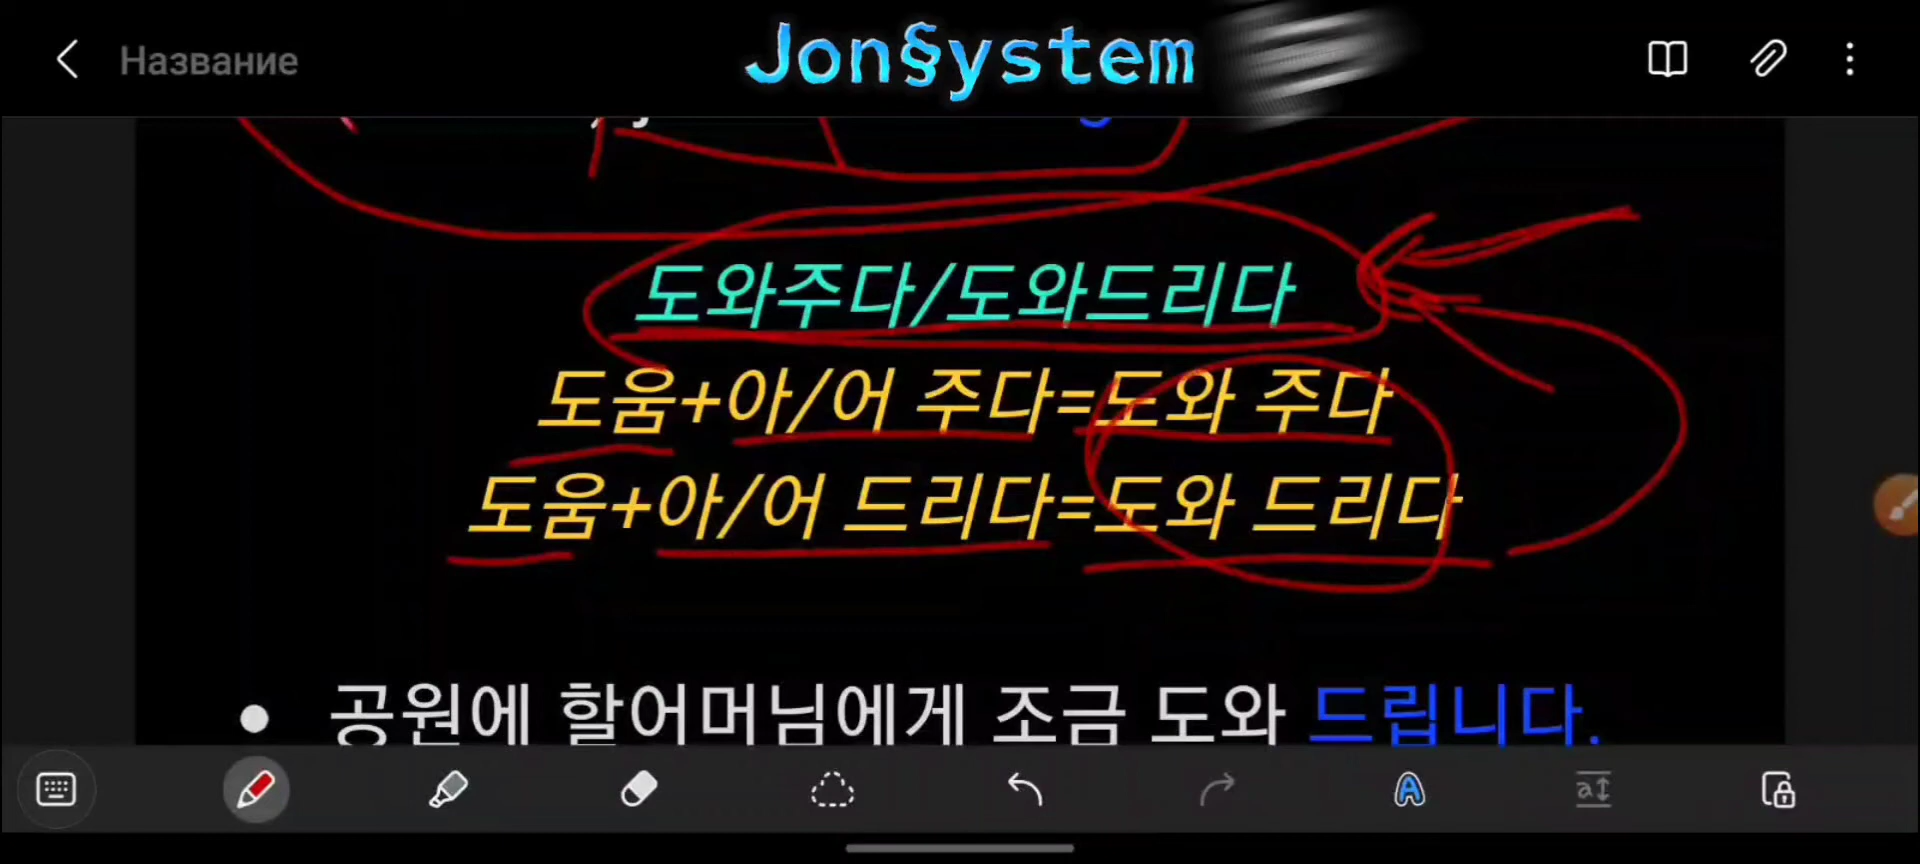 Название
Jon§ystem
도와주다/도와드리다
도움+아/어 주다=도와 주다
도움+아/어 드리다=도와 드리다
● 공원에 할어머님에게 조금 도와 드립니다.